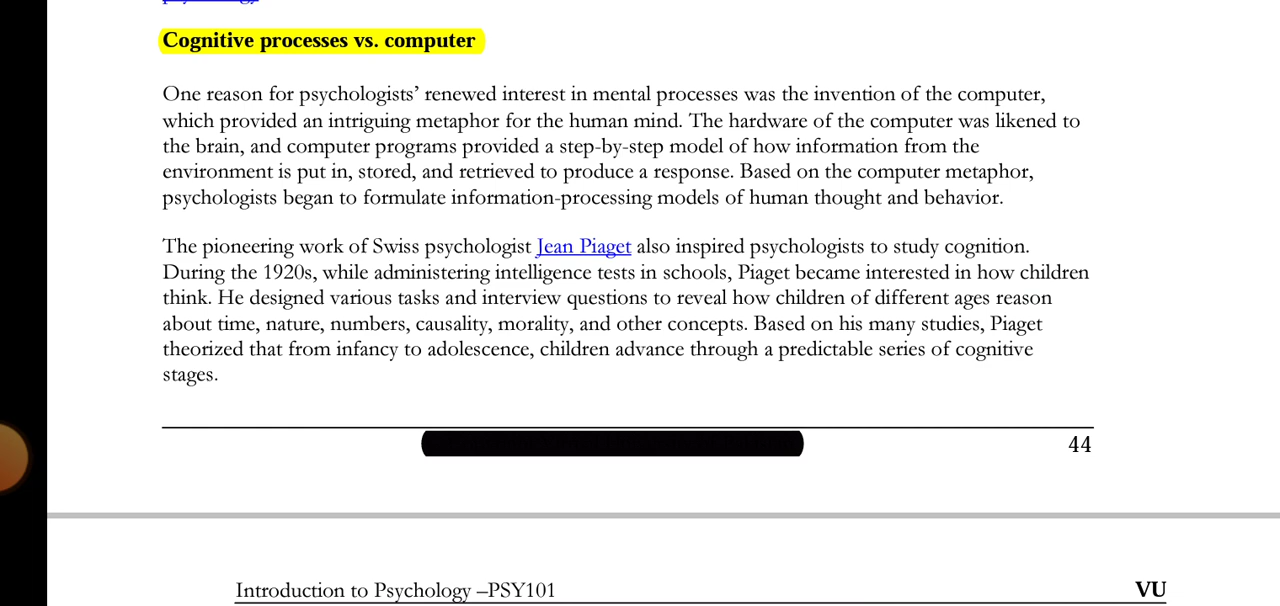 Cognitive processes vs. computer
One reason for psychologists’ renewed interest in mental processes was the invention of the computer,
which provided an intriguing metaphor for the human mind. The hardware of the computer was likened to
the brain, and computer programs provided a step-by-step model of how information from the
environment is put in, stored, and retrieved to produce a response. Based on the computer metaphor,
psychologists began to formulate information-processing models of human thought and behavior.
The pioneering work of Swiss psychologist Jean Piaget also inspired psychologists to study cognition.
During the 1920s, while administering intelligence tests in schools, Piaget became interested in how children
think. He designed various tasks and interview questions to reveal how children of different ages reason
about time, nature, numbers, causality, morality, and other concepts. Based on his many studies, Piaget
theorized that from infancy to adolescence, children advance through a predictable series of cognitive
stages.
44
Introduction to Psychology –PSY101 VU